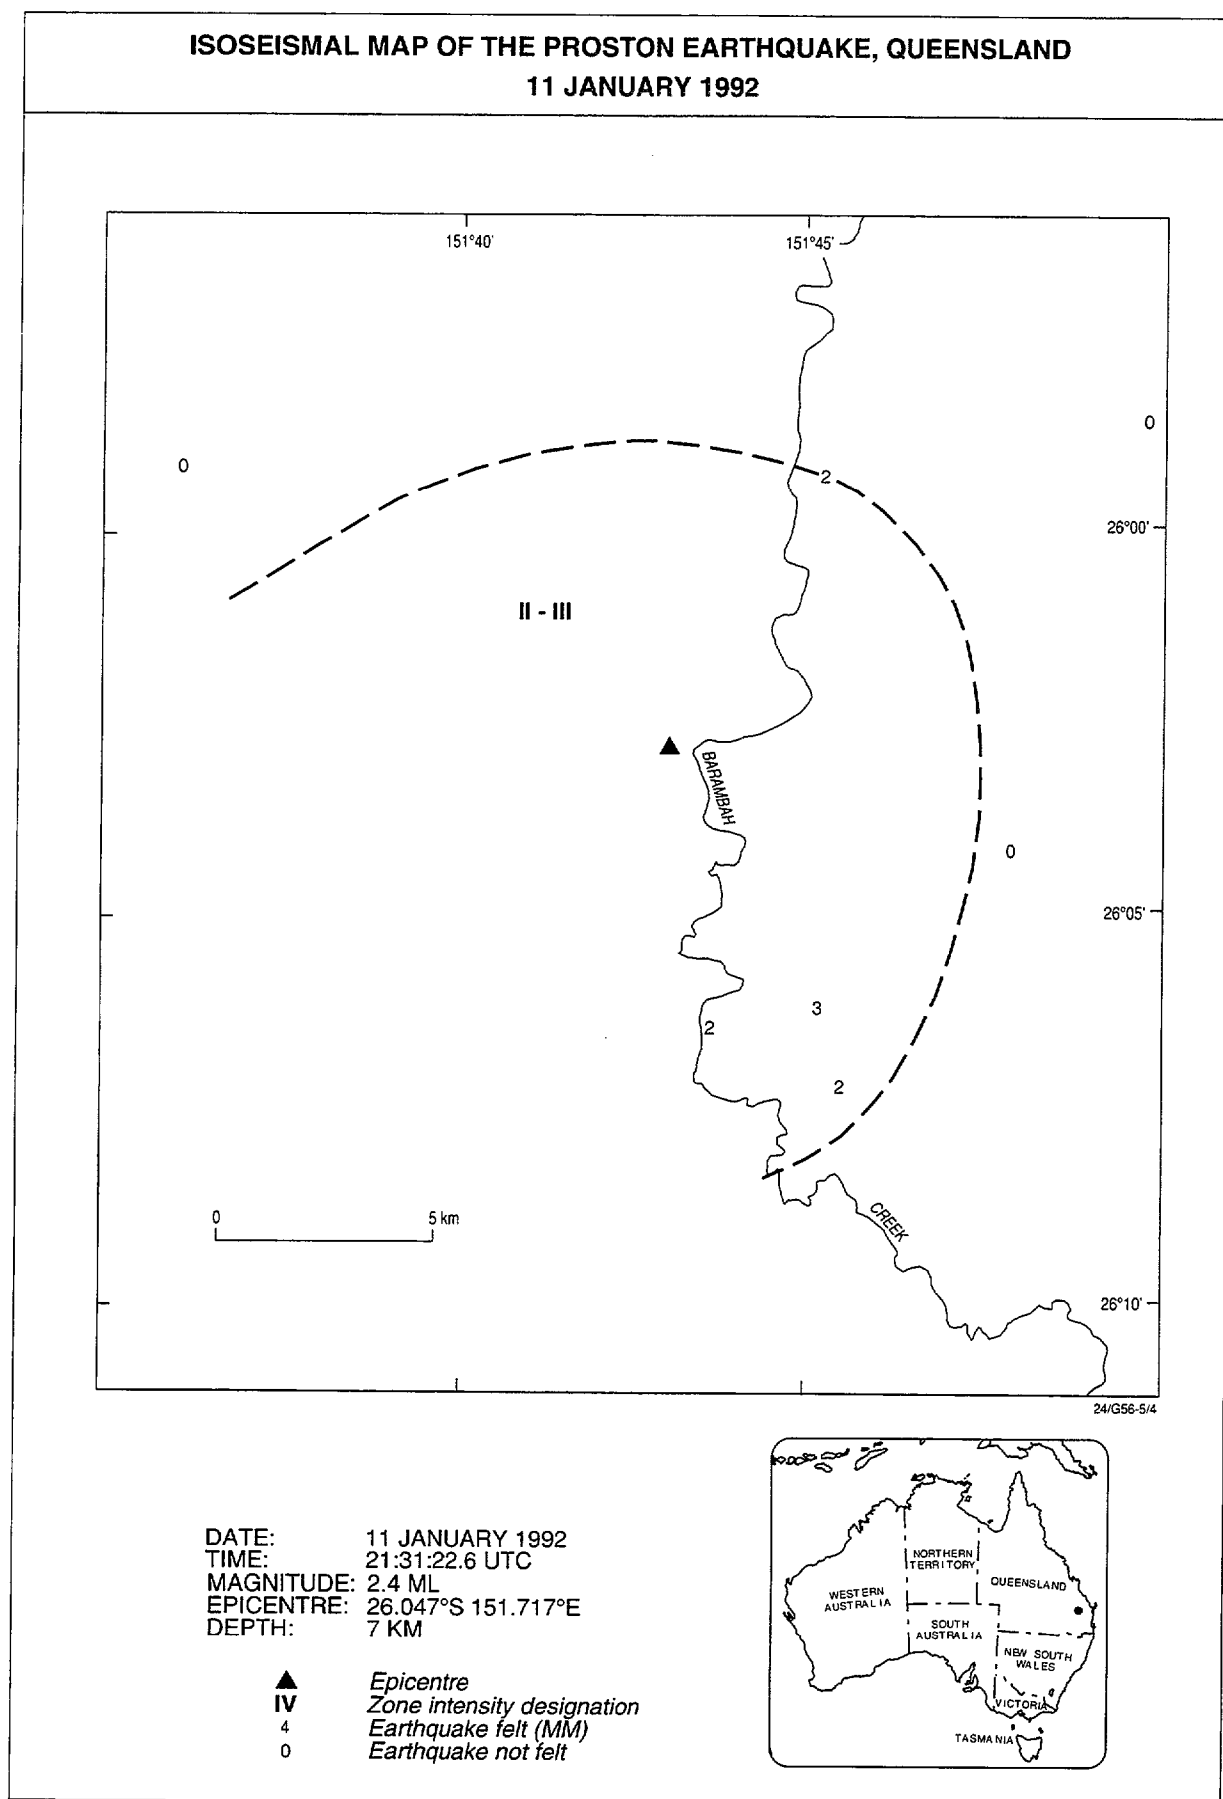 ISOSEISMAL MAP OF THE PROSTON EARTHQUAKE, QUEENSLAND
11 JANUARY 1992
151°40'
151°45'
0
0
2
26°00'
II - III
BARAMBAH
0
26°05'
3
2
2
0
5 km
CREEK
26°10'
24/G56-5/4
DATE: 11 JANUARY 1992
TIME: 21:31:22.6 UTC
MAGNITUDE: 2.4 ML
EPICENTRE: 26.047°S 151.717°E
DEPTH: 7 KM
Epicentre
IV Zone intensity designation
4 Earthquake felt (MM)
0 Earthquake not felt
NORTHERN
TERRITORY
QUEENSLAND
WESTERN
AUSTRALIA
SOUTH
AUSTRALIA
NEW SOUTH
WALES
VICTORIA
TASMANIA